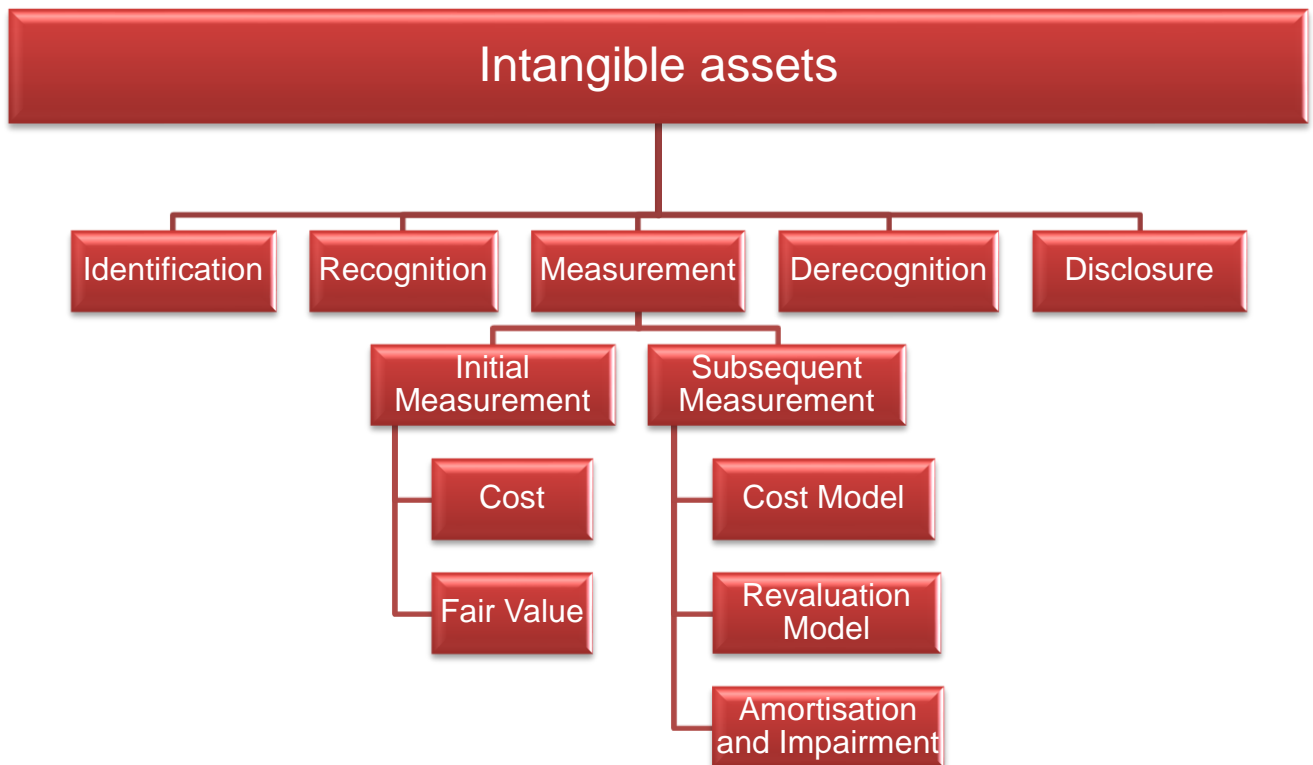 Intangible assets
Identification
Recognition
Measurement
Derecognition
Disclosure
Initial
Measurement
Subsequent
Measurement
Cost
Cost Model
Fair Value
Revaluation
Model
Amortisation
and Impairment